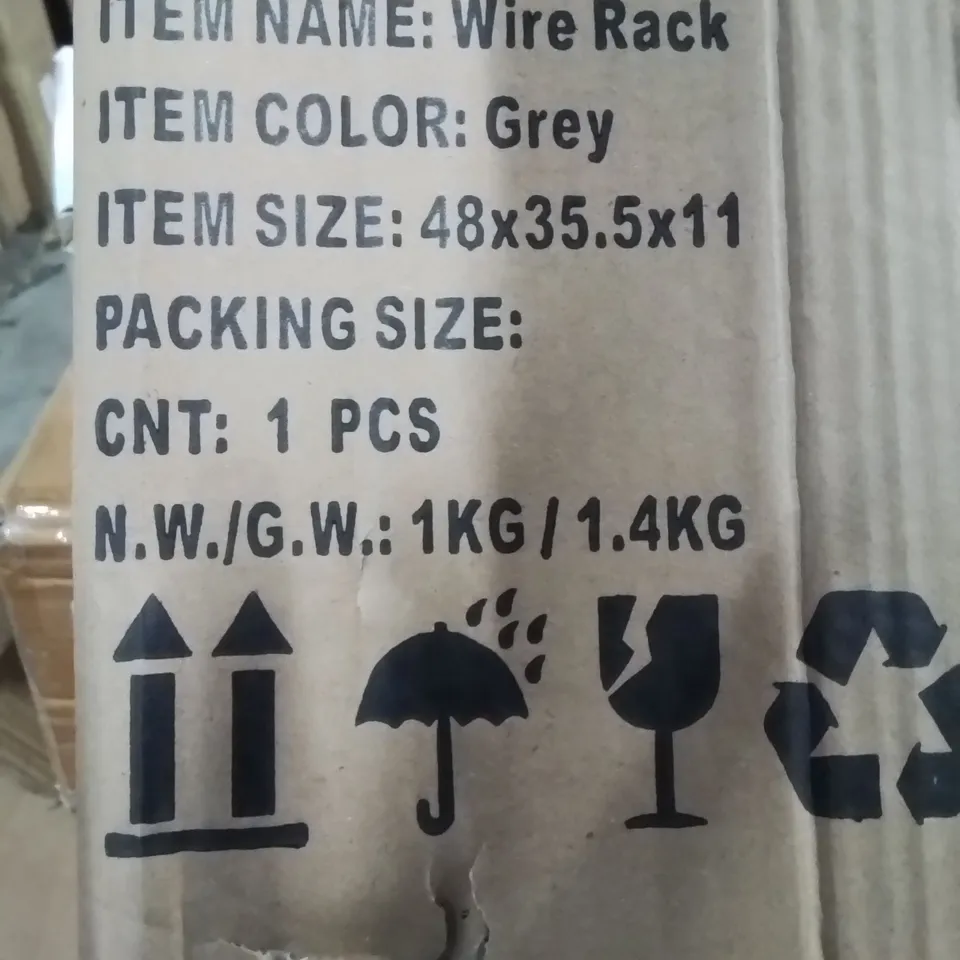 ITEM NAME: Wire Rack
ITEM COLOR: Grey
ITEM SIZE: 48x35.5x11
PACKING SIZE:
CNT: 1 PCS
N.W./G.W.: 1KG / 1.4KG